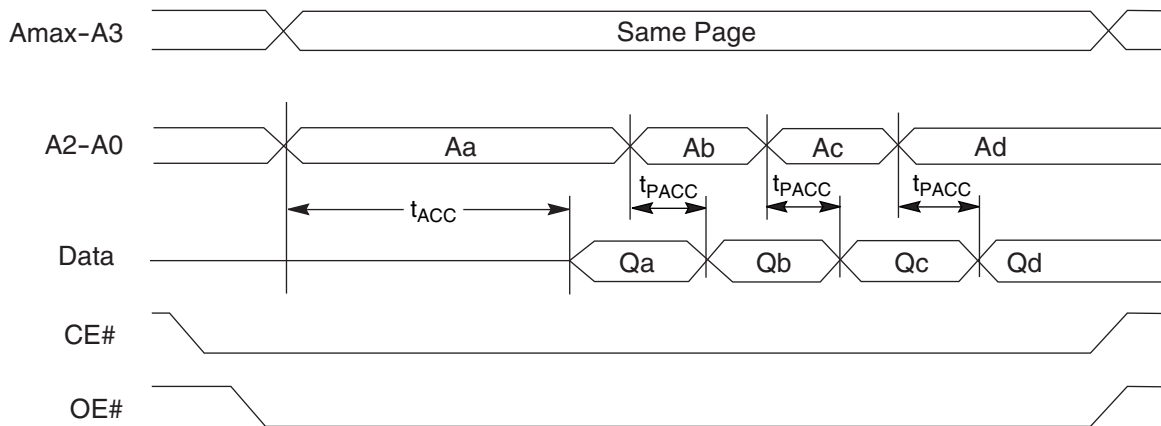 Amax-A3 Same Page
A2-A0 Aa Ab Ac Ad
tPACC tPACC tPACC
tACC
Data Qa Qb Qc Qd
CE#
OE#